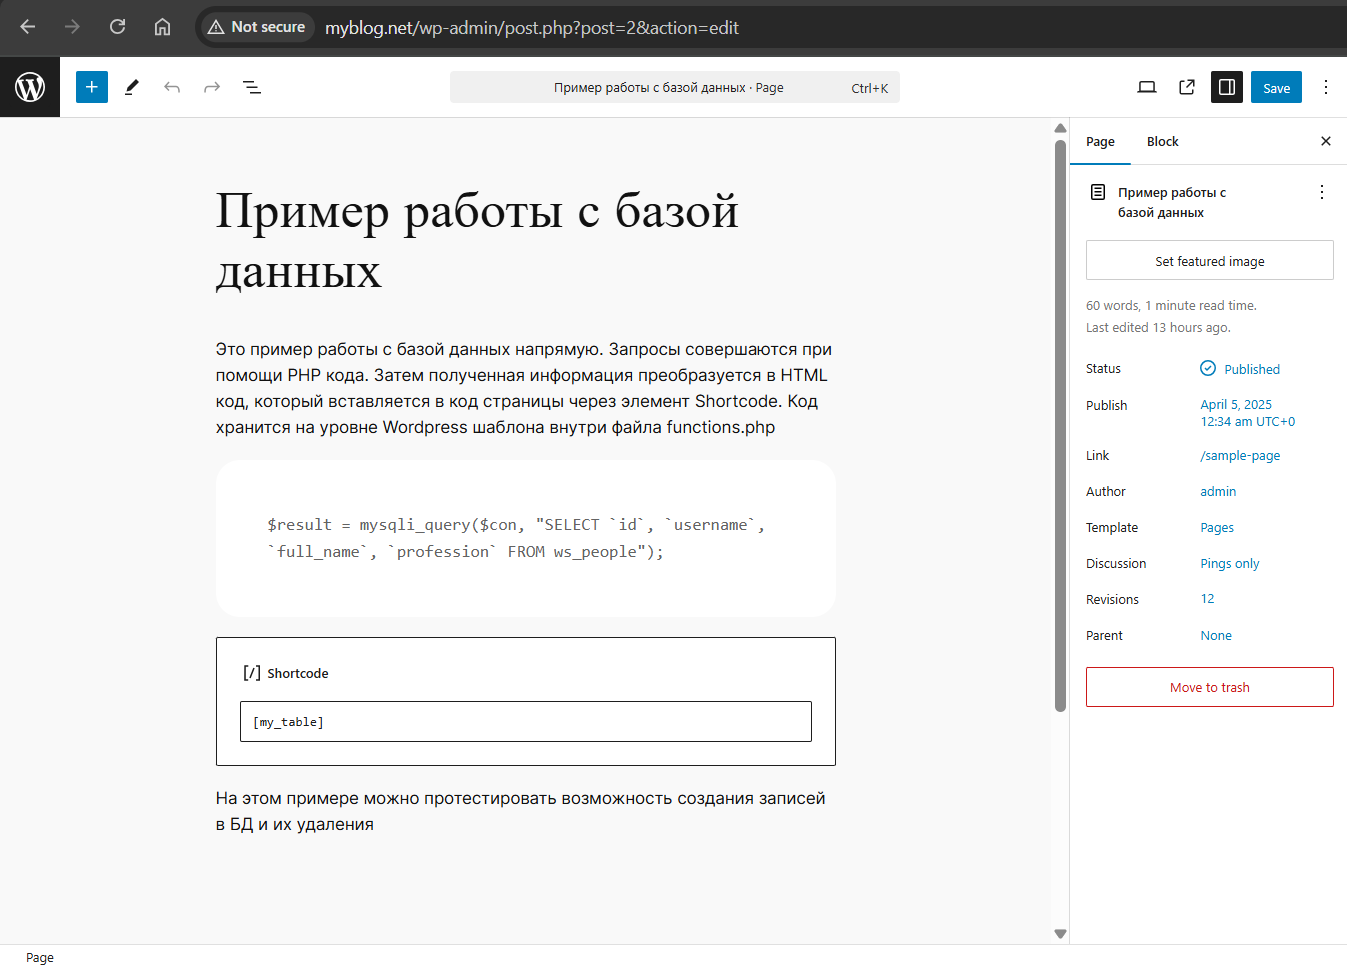 Not secure
myblog.net/wp-admin/post.php?post=2&action=edit
Пример работы с базой данных · Page
Ctrl+K
Save
Пример работы с базой
данных
Это пример работы с базой данных напрямую. Запросы совершаются при
помощи PHP кода. Затем полученная информация преобразуется в HTML
код, который вставляется в код страницы через элемент Shortcode. Код
хранится на уровне Wordpress шаблона внутри файла functions.php
$result = mysqli_query($con, "SELECT `id`, `username`,
`full_name`, `profession` FROM ws_people");
[/] Shortcode
[my_table]
На этом примере можно протестировать возможность создания записей
в БД и их удаления
Page
Block
Пример работы с
базой данных
Set featured image
60 words, 1 minute read time.
Last edited 13 hours ago.
Status
Published
Publish
April 5, 2025
12:34 am UTC+0
Link
/sample-page
Author
admin
Template
Pages
Discussion
Pings only
Revisions
12
Parent
None
Move to trash
Page